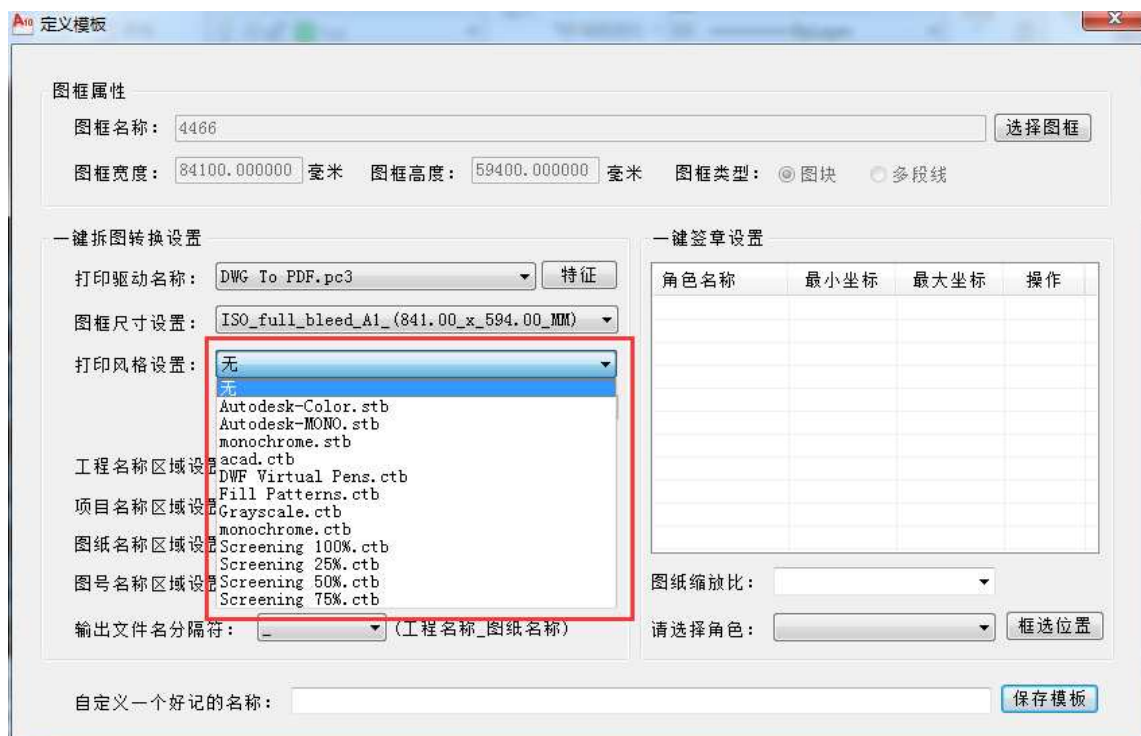 A10 定义模板
图框属性
图框名称： 4466 选择图框
图框宽度： 84100.000000 毫米 图框高度： 59400.000000 毫米 图框类型： 图块 多段线
一键拆图转换设置 一键签章设置
打印驱动名称： DWG To PDF.pc3 特征 角色名称 最小坐标 最大坐标 操作
图框尺寸设置： ISO_full_bleed_A1_(841.00_x_594.00_MM)
打印风格设置： 无
无
Autodesk-Color.stb
Autodesk-MONO.stb
monochrome.stb
工程名称区域设置 acad.ctb
DWF Virtual Pens.ctb
Fill Patterns.ctb
项目名称区域设置 Grayscale.ctb
monochrome.ctb
图纸名称区域设置 Screening 100%.ctb
Screening 25%.ctb
图号名称区域设置 Screening 50%.ctb 图纸缩放比：
Screening 75%.ctb
输出文件名分隔符： _ (工程名称_图纸名称) 请选择角色： 框选位置
自定义一个好记的名称： 保存模板